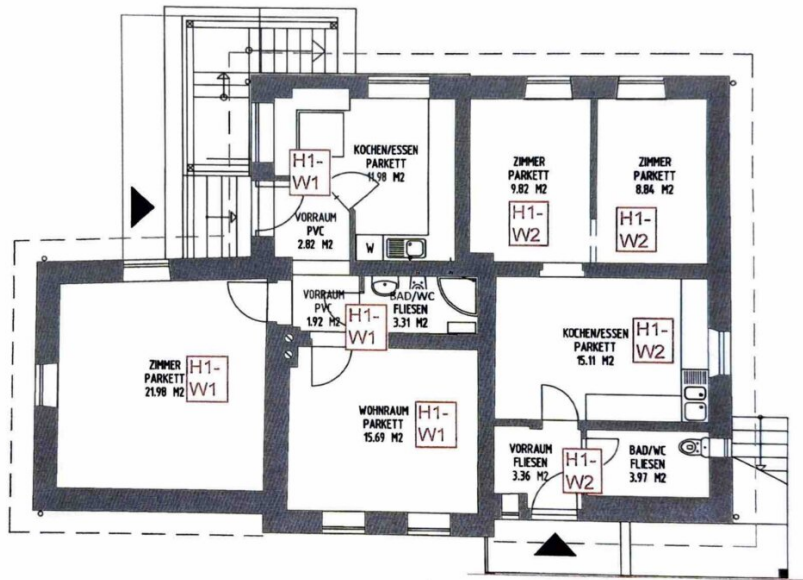 KOCHEN/ESSEN
PARKETT
11.98 M2
H1-
W1
VORRAUM
PVC
2.82 M2
W
ZIMMER
PARKETT
9.82 M2
H1-
W2
ZIMMER
PARKETT
8.84 M2
H1-
W2
VORRAUM
PVC
1.92 M2
H1-
W1
BAD/WC
FLIESEN
3.31 M2
ZIMMER
PARKETT
21.98 M2
H1-
W1
WOHNRAUM
PARKETT
15.69 M2
H1-
W1
KOCHEN/ESSEN
PARKETT
15.11 M2
H1-
W2
VORRAUM
FLIESEN
3.36 M2
H1-
W2
BAD/WC
FLIESEN
3.97 M2